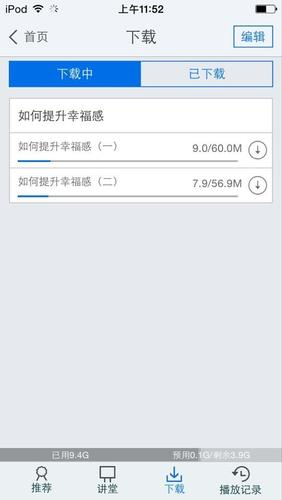 iPod 上午11:52
首页 下载 编辑
下载中 已下载
如何提升幸福感
如何提升幸福感（一） 9.0/60.0M
如何提升幸福感（二） 7.9/56.9M
已用9.4G 预用0.1G/剩余3.9G
推荐 讲堂 下载 播放记录